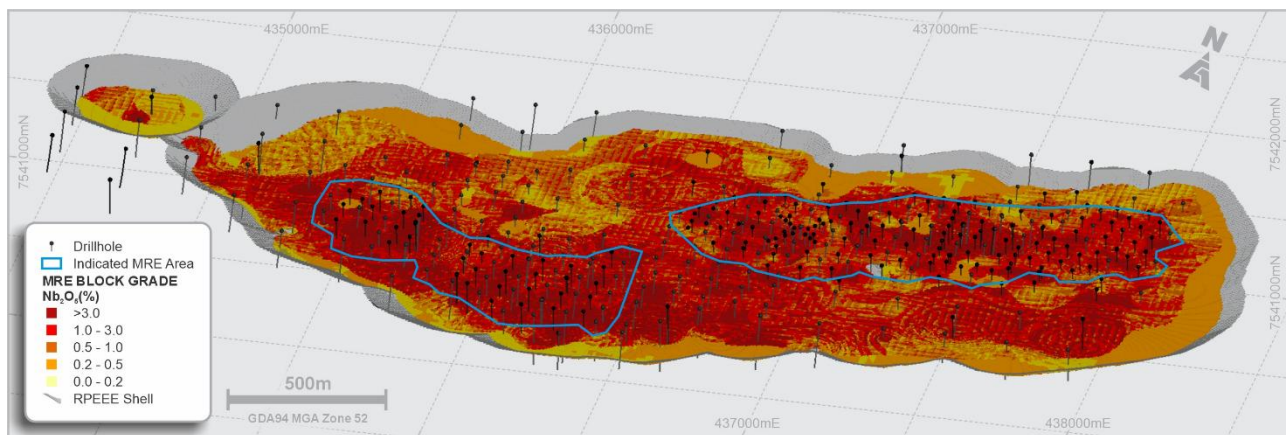 435000mE
436000mE
437000mE
N
7541000mN
7542000mN
Drillhole
Indicated MRE Area
MRE BLOCK GRADE
Nb₂O₅(%)
>3.0
1.0 - 3.0
0.5 - 1.0
0.2 - 0.5
0.0 - 0.2
RPEEE Shell
500m
GDA94 MGA Zone 52
7541000mN
437000mE
438000mE